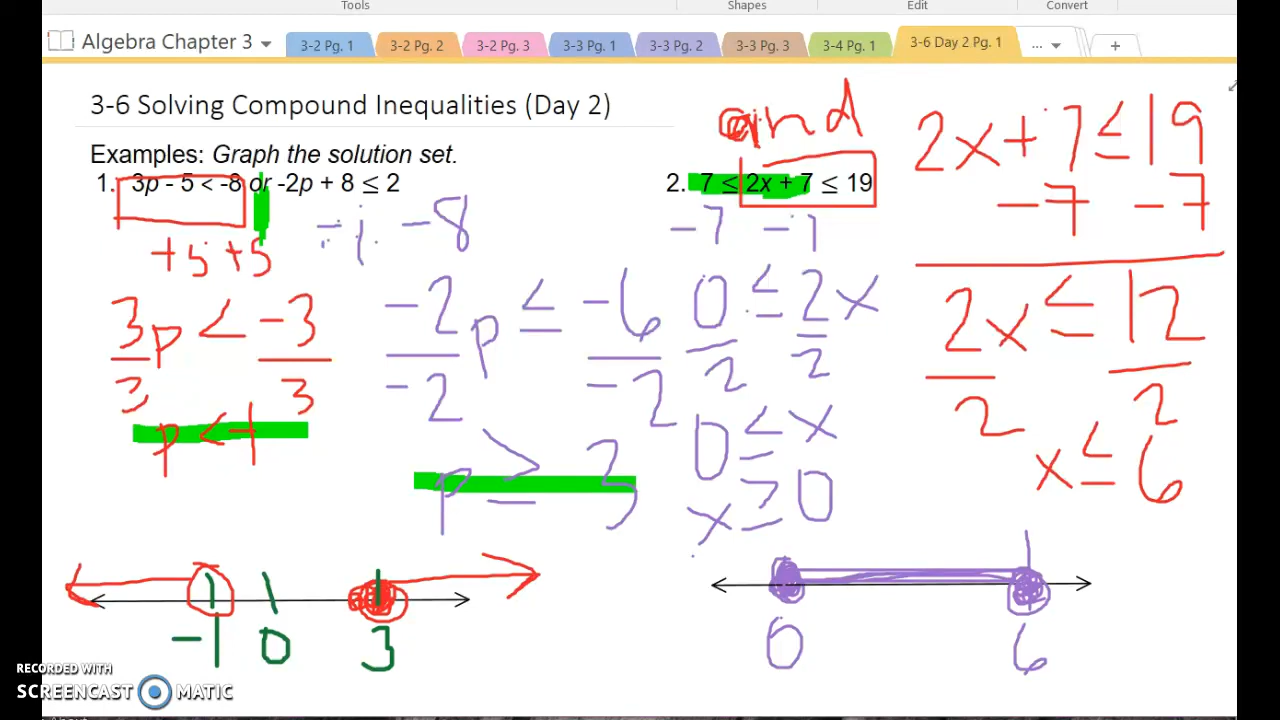 Tools Shapes Edit Convert
Algebra Chapter 3
3-2 Pg. 1 3-2 Pg. 2 3-2 Pg. 3 3-3 Pg. 1 3-3 Pg. 2 3-3 Pg. 3 3-4 Pg. 1 3-6 Day 2 Pg. 1 ... +
3-6 Solving Compound Inequalities (Day 2)
Examples: Graph the solution set.
1. 3p - 5 < -8 or -2p + 8 ≤ 2
+5 +5
-8
3p < -3
3 3
p < -1
-2p ≤ -6
-2 -2
p ≥ 3
-1 0 3
and
2. 7 ≤ 2x + 7 ≤ 19
-7 -7
0 ≤ 2x
2 2
0 ≤ x
x ≥ 0
2x + 7 ≤ 19
-7 -7
2x ≤ 12
2 2
x ≤ 6
0 6
RECORDED WITH
SCREENCAST MATIC